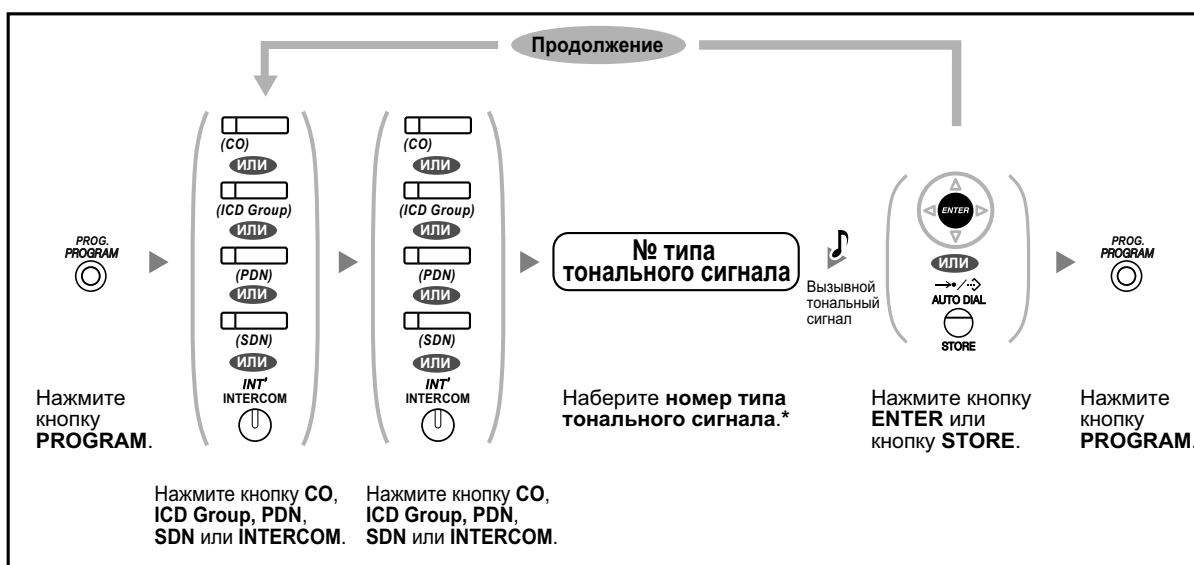 Продолжение
PROG.
PROGRAM
Нажмите
кнопку
PROGRAM.
(CO)
ИЛИ
(ICD Group)
ИЛИ
(PDN)
ИЛИ
(SDN)
ИЛИ
INT'
INTERCOM
Нажмите кнопку CO,
ICD Group, PDN,
SDN или INTERCOM.
(CO)
ИЛИ
(ICD Group)
ИЛИ
(PDN)
ИЛИ
(SDN)
ИЛИ
INT'
INTERCOM
Нажмите кнопку CO,
ICD Group, PDN,
SDN или INTERCOM.
№ типа
тонального сигнала
Наберите номер типа
тонального сигнала.*
Вызывной
тональный
сигнал
ENTER
ИЛИ
AUTO DIAL
STORE
Нажмите кнопку
ENTER или
кнопку STORE.
PROG.
PROGRAM
Нажмите
кнопку
PROGRAM.